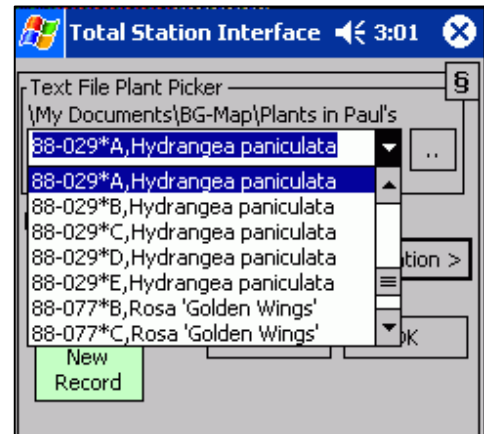 Total Station Interface 3:01
§
Text File Plant Picker
\My Documents\BG-Map\Plants in Paul's
88-029*A,Hydrangea paniculata
..
88-029*A,Hydrangea paniculata
88-029*B,Hydrangea paniculata
88-029*C,Hydrangea paniculata
88-029*D,Hydrangea paniculata
88-029*E,Hydrangea paniculata
88-077*B,Rosa 'Golden Wings'
88-077*C,Rosa 'Golden Wings'
tion >
New
Record